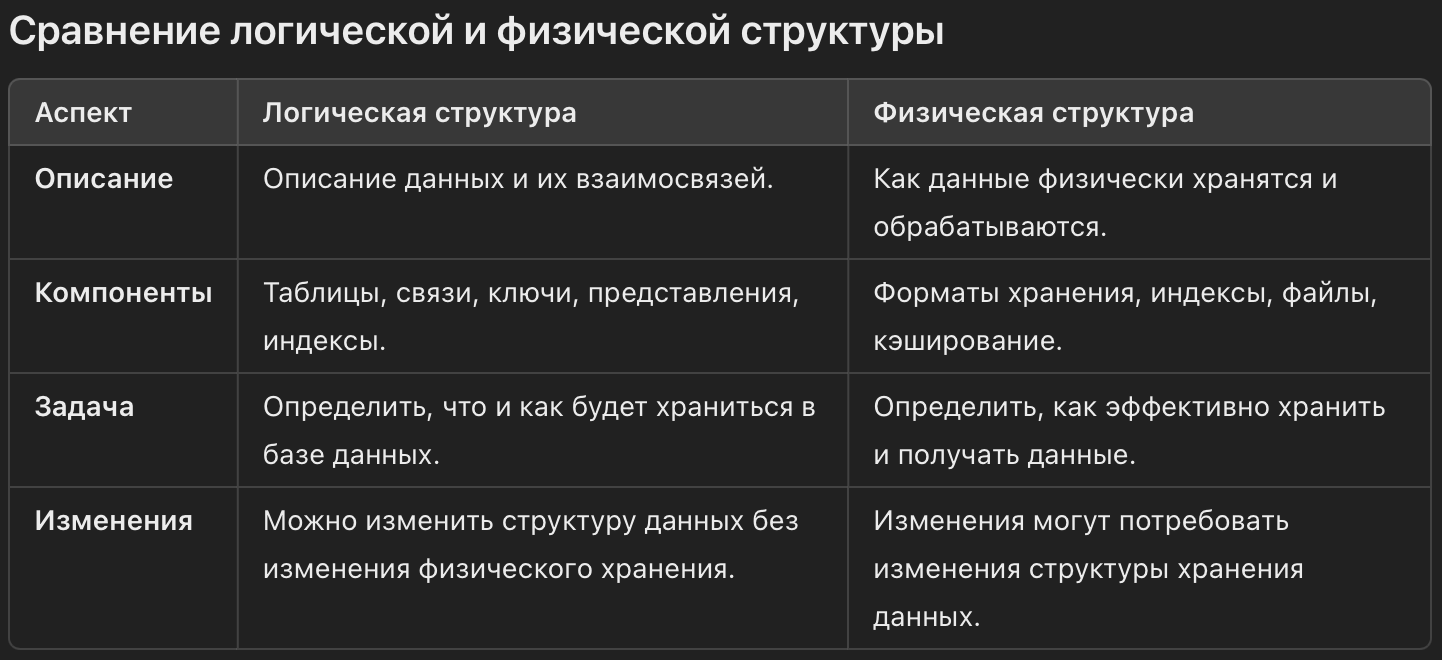 Сравнение логической и физической структуры
Аспект
Логическая структура
Физическая структура
Описание
Описание данных и их взаимосвязей.
Как данные физически хранятся и
обрабатываются.
Компоненты
Таблицы, связи, ключи, представления,
индексы.
Форматы хранения, индексы, файлы,
кэширование.
Задача
Определить, что и как будет храниться в
базе данных.
Определить, как эффективно хранить
и получать данные.
Изменения
Можно изменить структуру данных без
изменения физического хранения.
Изменения могут потребовать
изменения структуры хранения
данных.